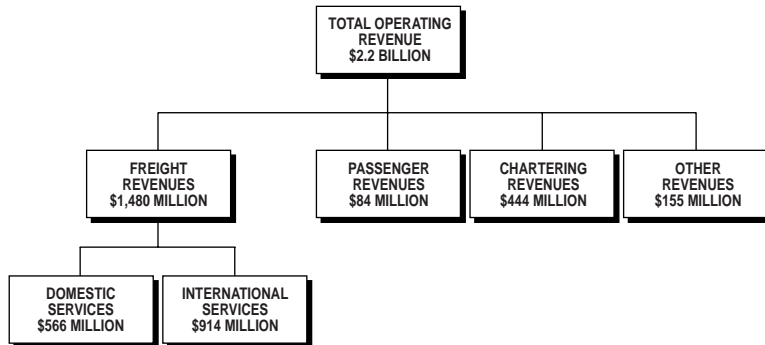 TOTAL OPERATING
REVENUE
$2.2 BILLION
FREIGHT
REVENUES
$1,480 MILLION
PASSENGER
REVENUES
$84 MILLION
CHARTERING
REVENUES
$444 MILLION
OTHER
REVENUES
$155 MILLION
DOMESTIC
SERVICES
$566 MILLION
INTERNATIONAL
SERVICES
$914 MILLION